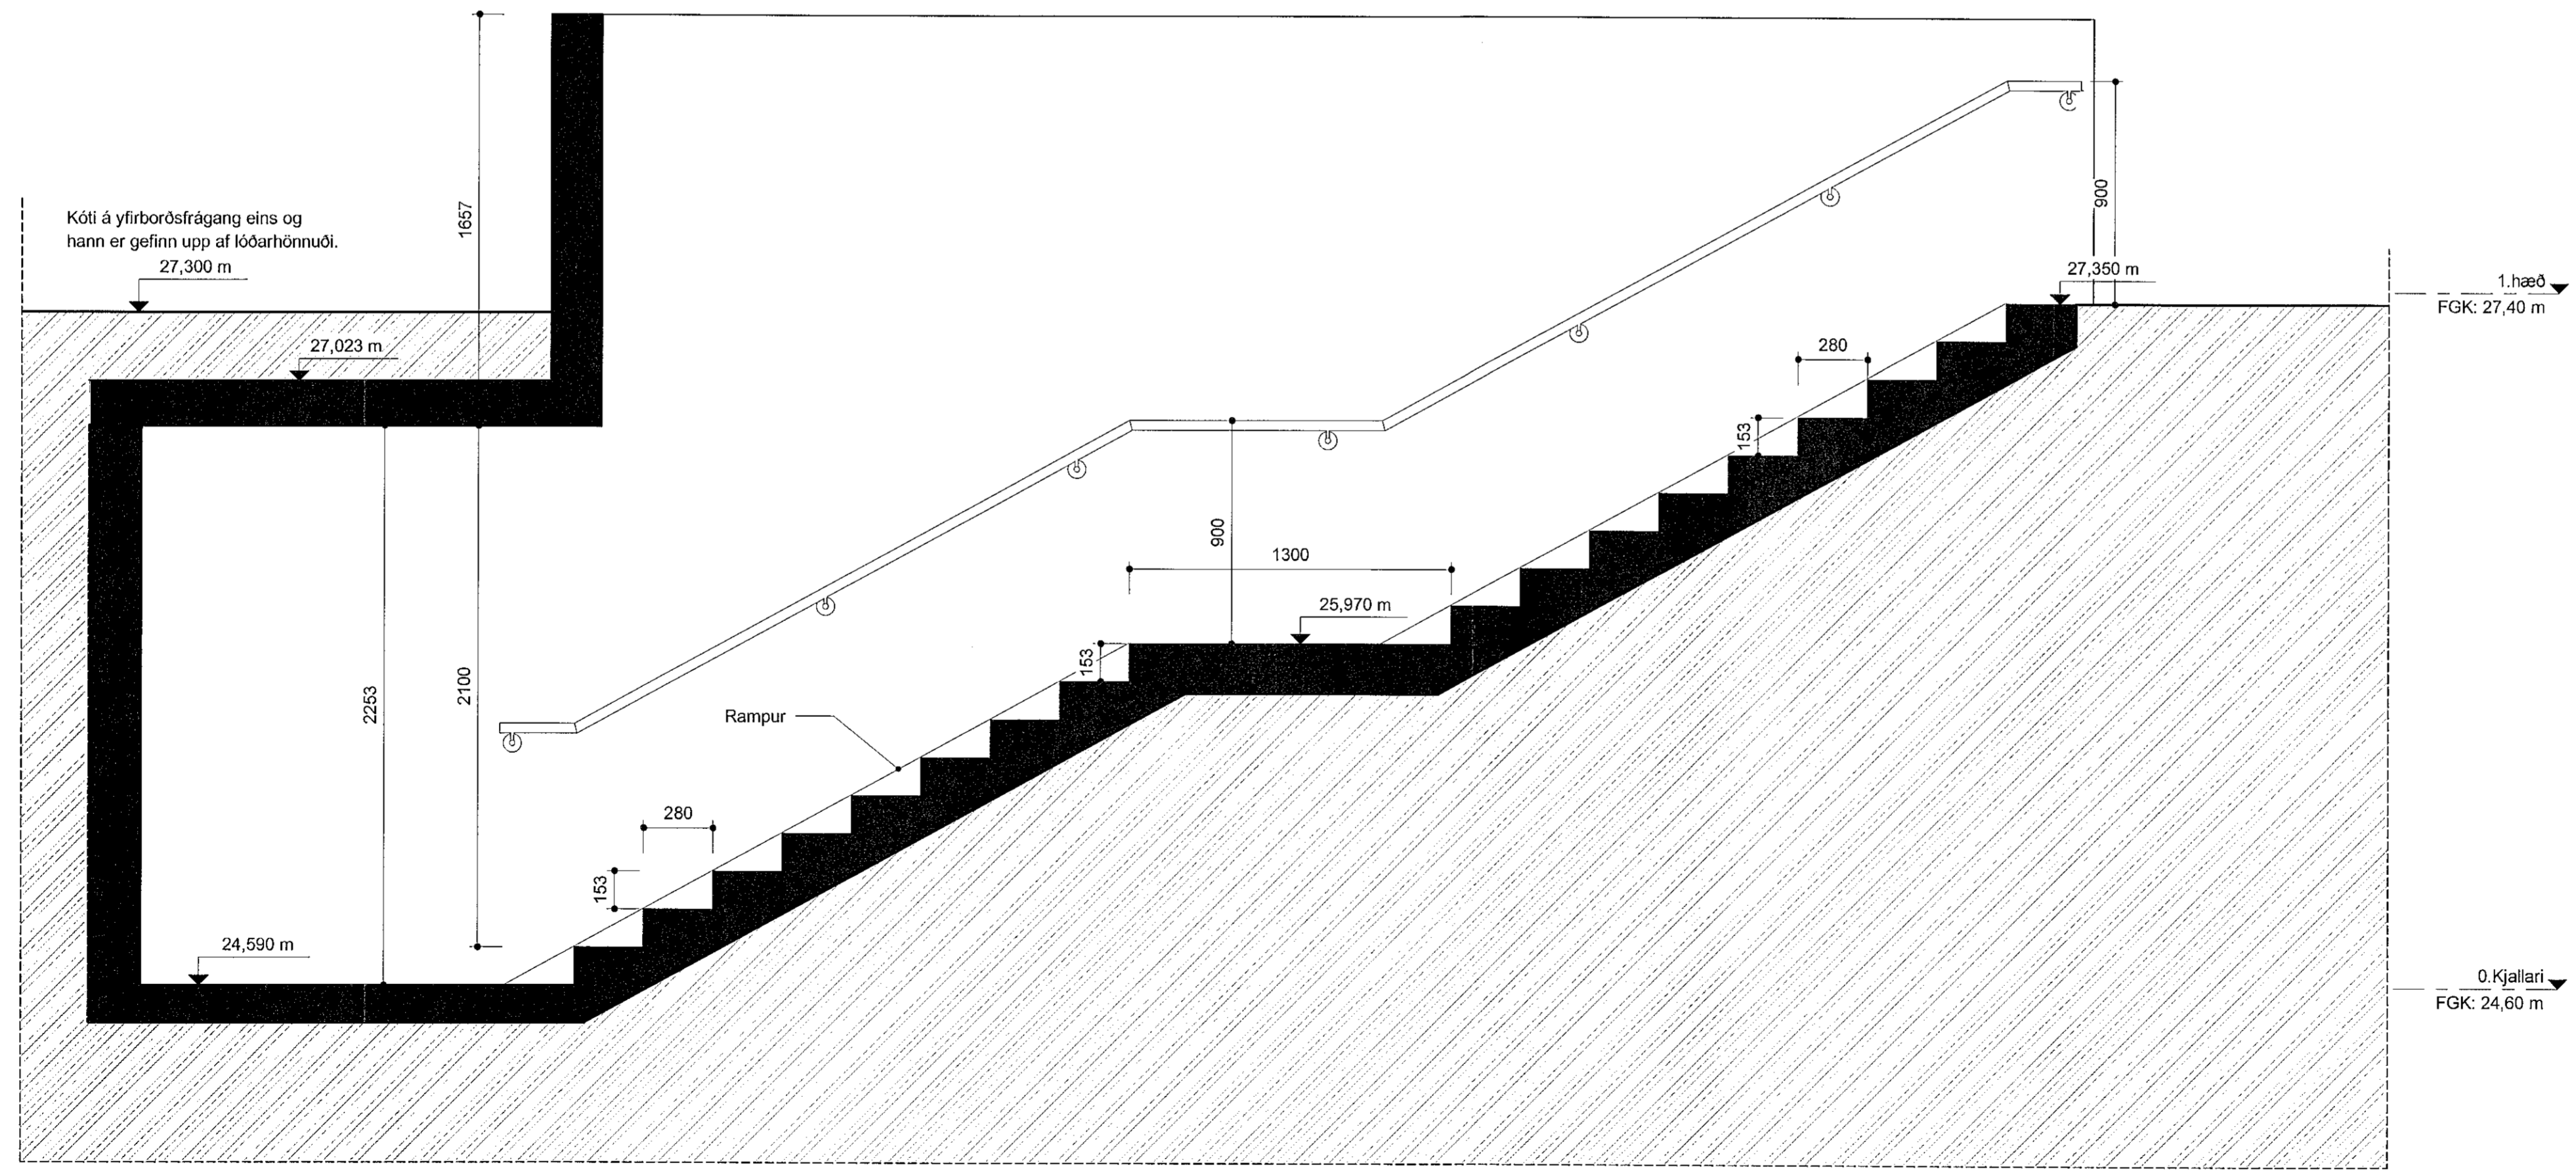 1657
Kóti á yfirborðsfrágang eins og
hann er gefinn upp af lóðarhönnuði.
27,300 m
900
27,350 m
1.hæð
FGK: 27,40 m
27,023 m
280
153
900
1300
25,970 m
153
2253
2100
Rampur
280
153
24,590 m
0.Kjallari
FGK: 24,60 m